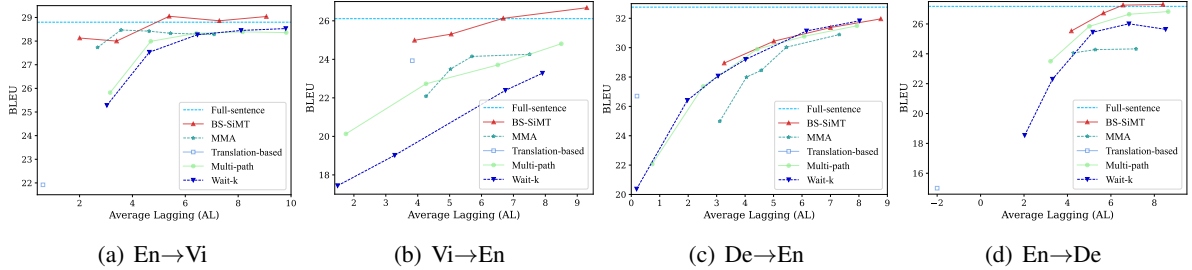 29
28
27
26
25
24
23
22
BLEU
2
4
6
8
10
Average Lagging (AL)
Full-sentence
BS-SiMT
MMA
Translation-based
Multi-path
Wait-k
(a) En→Vi
26
24
22
20
18
BLEU
2
3
4
5
6
7
8
9
Average Lagging (AL)
Full-sentence
BS-SiMT
MMA
Translation-based
Multi-path
Wait-k
(b) Vi→En
32
30
28
26
24
22
20
BLEU
0
1
2
3
4
5
6
7
8
9
Average Lagging (AL)
Full-sentence
BS-SiMT
MMA
Translation-based
Multi-path
Wait-k
(c) De→En
26
24
22
20
18
16
BLEU
−2
0
2
4
6
8
10
Average Lagging (AL)
Full-sentence
BS-SiMT
MMA
Translation-based
Multi-path
Wait-k
(d) En→De